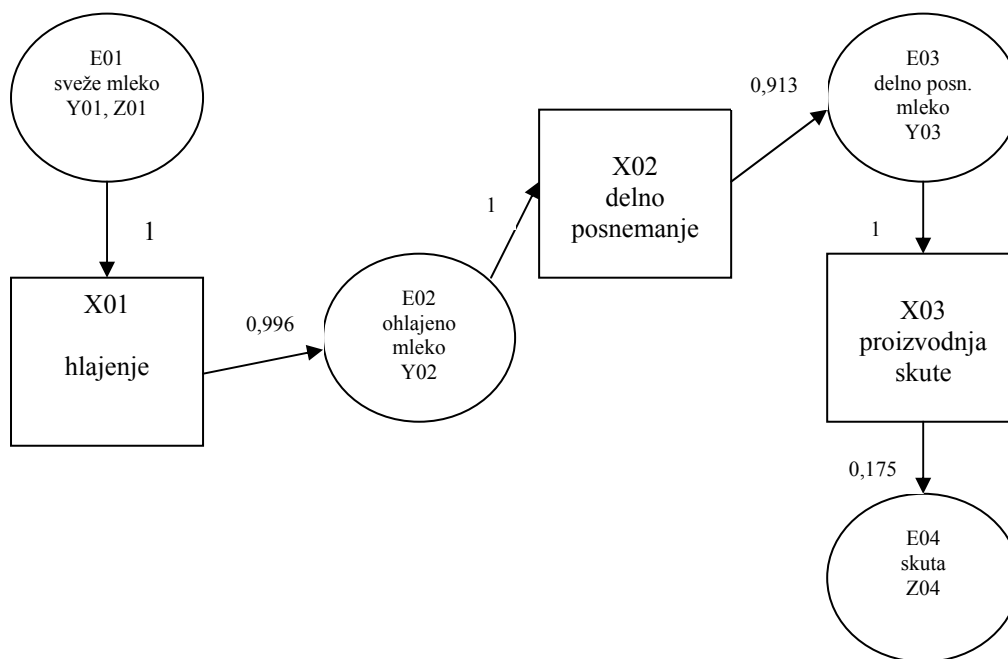 E01
sveže mleko
Y01, Z01
1
X01
hlajenje
0,996
E02
ohlajeno
mleko
Y02
1
X02
delno
posnemanje
0,913
E03
delno posn.
mleko
Y03
1
X03
proizvodnja
skute
0,175
E04
skuta
Z04